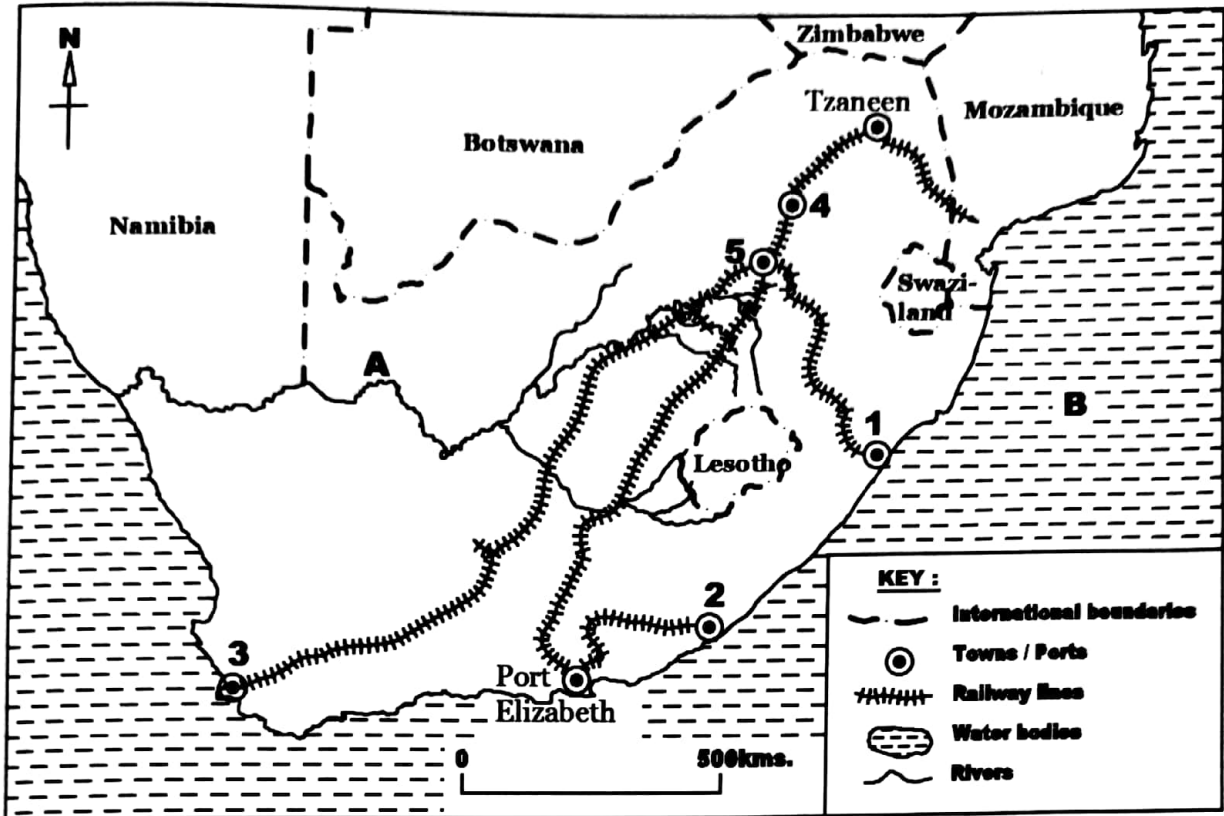 N
Zimbabwe
Tzaneen
Mozambique
Botswana
4
Namibia
5
Swazi-
land
A
B
1
Lesotho
KEY :
2
International boundaries
3
Towns / Ports
Port
Elizabeth
Railway lines
0
500kms.
Water bodies
Rivers